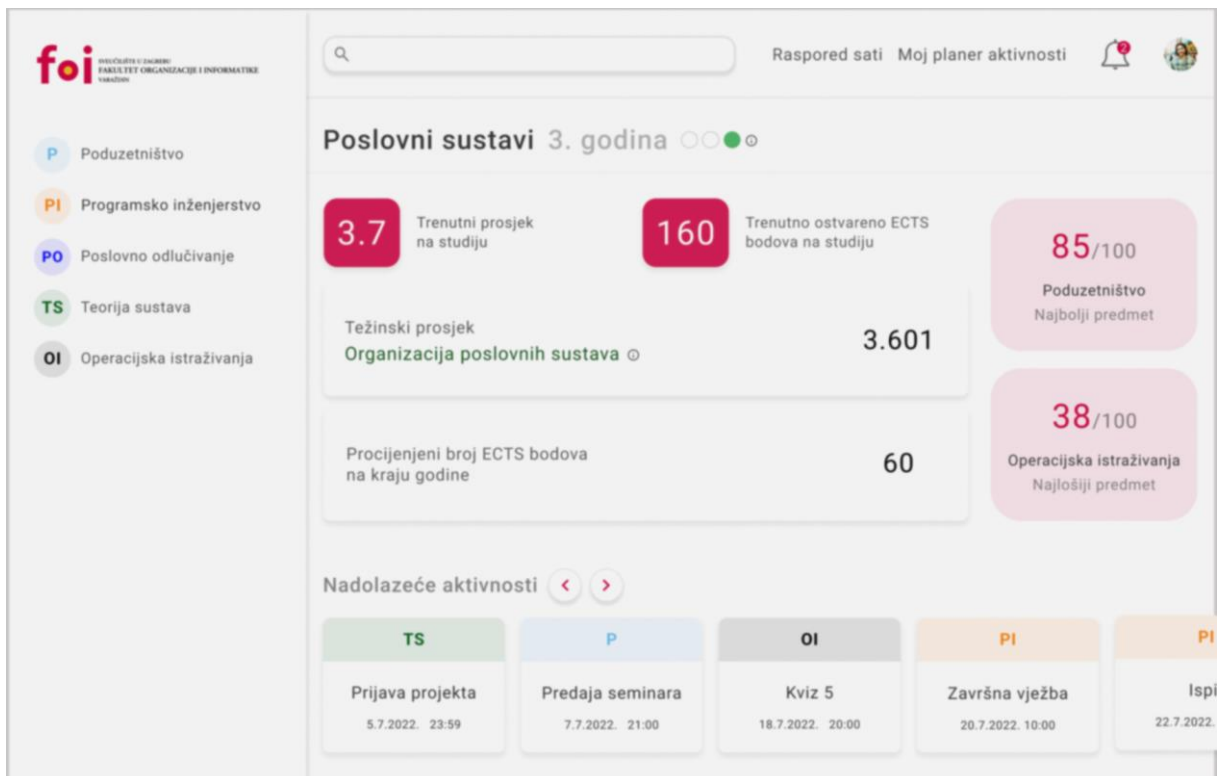 foi
SVEUČILIŠTE U ZAGREBU
FAKULTET ORGANIZACIJE I INFORMATIKE
VARAŽDIN
Raspored sati
Moj planer aktivnosti
2
P Poduzetništvo
PI Programsko inženjerstvo
PO Poslovno odlučivanje
TS Teorija sustava
OI Operacijska istraživanja
Poslovni sustavi 3. godina
3.7
Trenutni prosjek
na studiju
160
Trenutno ostvareno ECTS
bodova na studiju
85/100
Poduzetništvo
Najbolji predmet
Težinski prosjek
Organizacija poslovnih sustava
3.601
38/100
Operacijska istraživanja
Najlošiji predmet
Procijenjeni broj ECTS bodova
na kraju godine
60
Nadolazeće aktivnosti
TS
Prijava projekta
5.7.2022. 23:59
P
Predaja seminara
7.7.2022. 21:00
OI
Kviz 5
18.7.2022. 20:00
PI
Završna vježba
20.7.2022. 10:00
PI
Ispi
22.7.2022.